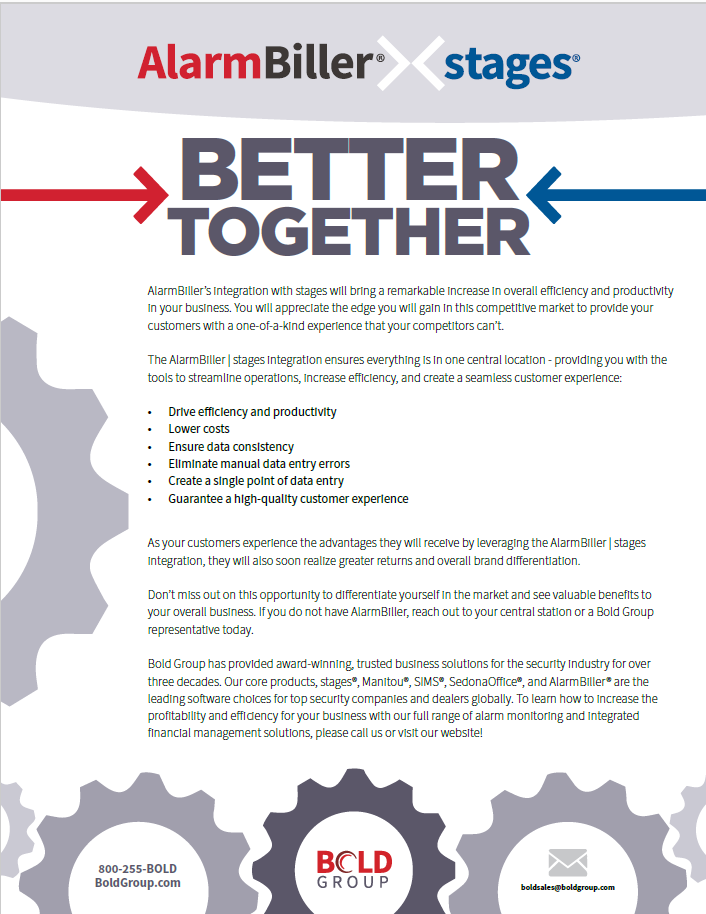 AlarmBiller® stages®
BETTER
TOGETHER
AlarmBiller's integration with stages will bring a remarkable increase in overall efficiency and productivity
in your business. You will appreciate the edge you will gain in this competitive market to provide your
customers with a one-of-a-kind experience that your competitors can't.
The AlarmBiller | stages integration ensures everything is in one central location - providing you with the
tools to streamline operations, increase efficiency, and create a seamless customer experience:
• Drive efficiency and productivity
• Lower costs
• Ensure data consistency
• Eliminate manual data entry errors
• Create a single point of data entry
• Guarantee a high-quality customer experience
As your customers experience the advantages they will receive by leveraging the AlarmBiller | stages
integration, they will also soon realize greater returns and overall brand differentiation.
Don't miss out on this opportunity to differentiate yourself in the market and see valuable benefits to
your overall business. If you do not have AlarmBiller, reach out to your central station or a Bold Group
representative today.
Bold Group has provided award-winning, trusted business solutions for the security industry for over
three decades. Our core products, stages®, Manitou®, SIMS®, SedonaOffice®, and AlarmBiller® are the
leading software choices for top security companies and dealers globally. To learn how to increase the
profitability and efficiency for your business with our full range of alarm monitoring and integrated
financial management solutions, please call us or visit our website!
800-255-BOLD
BoldGroup.com
BOLD
GROUP
boldsales@boldgroup.com